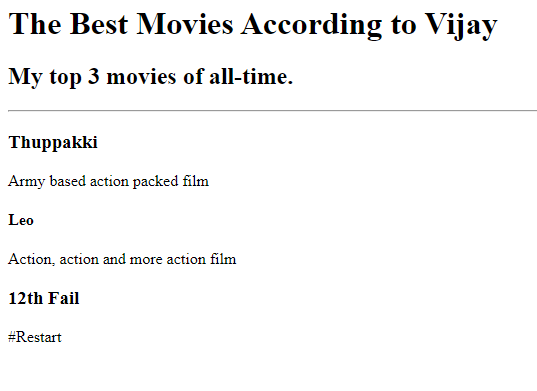 The Best Movies According to Vijay
My top 3 movies of all-time.
Thuppakki
Army based action packed film
Leo
Action, action and more action film
12th Fail
#Restart